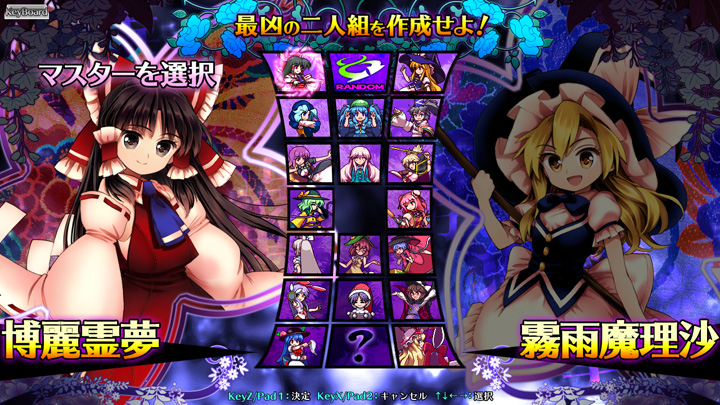 KeyBoard
最凶の二人組を作成せよ!
マスターを選択
RANDOM
博麗霊夢
霧雨魔理沙
?
KeyZ/Pad1:決定 KeyX/Pad2:キャンセル ↑↓←→:選択